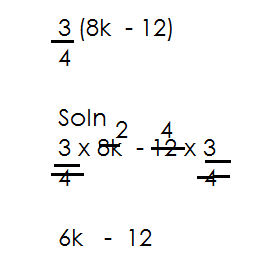 3 (8k - 12)
4
Soln
2 4
3 x 8k - 12 x 3
4 4
6k - 12